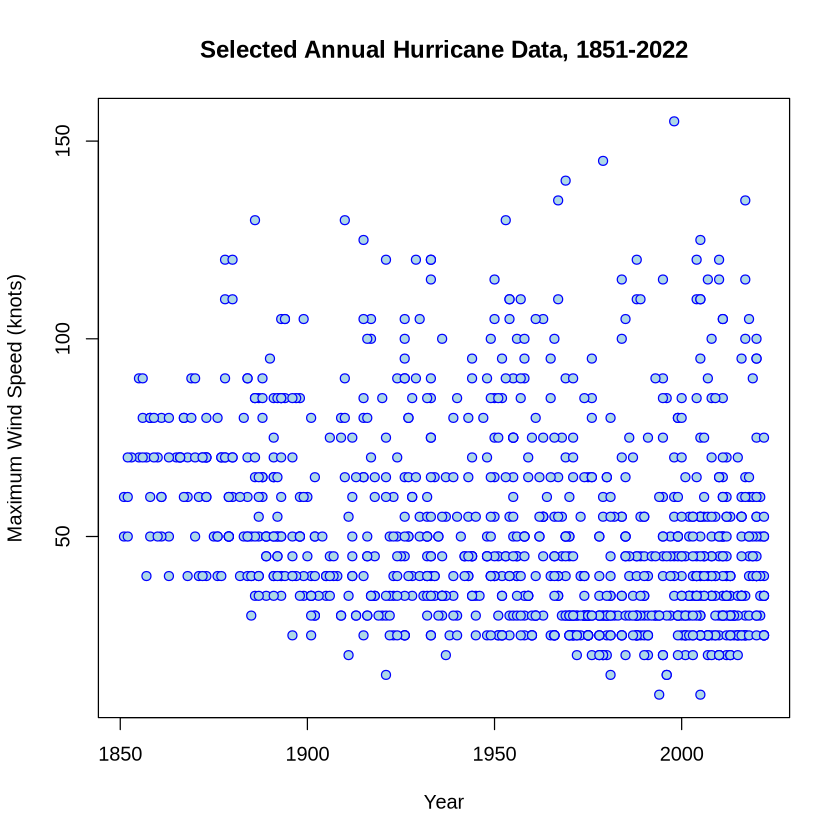 Selected Annual Hurricane Data, 1851-2022
Maximum Wind Speed (knots)
150
100
50
1850
1900
1950
2000
Year